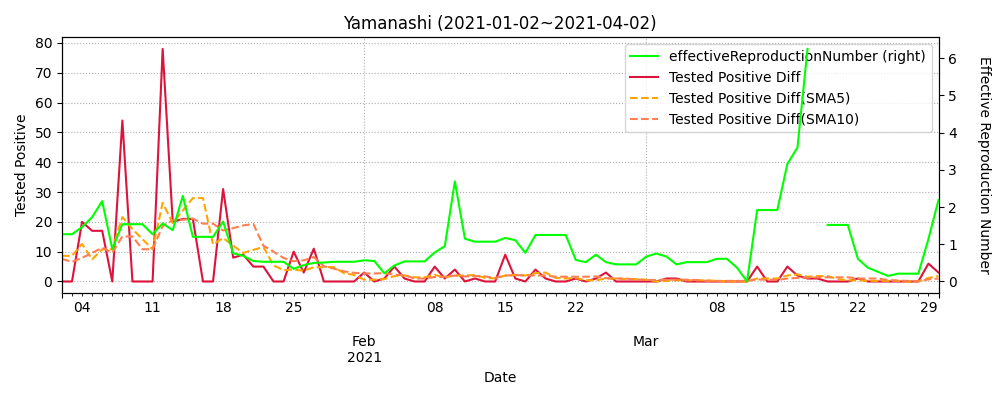 Yamanashi (2021-01-02~2021-04-02)
effectiveReproductionNumber (right)
Tested Positive Diff
Tested Positive Diff(SMA5)
Tested Positive Diff(SMA10)
Tested Positive
80
70
60
50
40
30
20
10
0
6
5
4
3
2
1
0
Effective Reproduction Number
04 11 18 25 08 15 22 08 15 22 29
Feb Mar
2021
Date